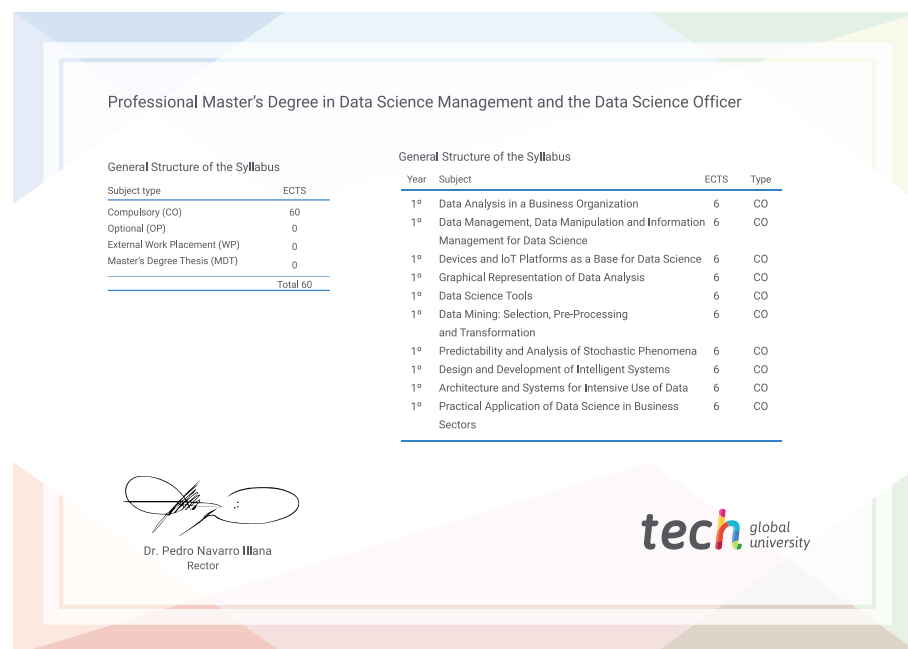 Professional Master's Degree in Data Science Management and the Data Science Officer
General Structure of the Syllabus
Subject type ECTS
Compulsory (CO) 60
Optional (OP) 0
External Work Placement (WP) 0
Master's Degree Thesis (MDT) 0
Total 60
General Structure of the Syllabus
Year Subject ECTS Type
1º Data Analysis in a Business Organization 6 CO
1º Data Management, Data Manipulation and Information 6 CO
Management for Data Science
1º Devices and IoT Platforms as a Base for Data Science 6 CO
1º Graphical Representation of Data Analysis 6 CO
1º Data Science Tools 6 CO
1º Data Mining: Selection, Pre-Processing 6 CO
and Transformation
1º Predictability and Analysis of Stochastic Phenomena 6 CO
1º Design and Development of Intelligent Systems 6 CO
1º Architecture and Systems for Intensive Use of Data 6 CO
1º Practical Application of Data Science in Business 6 CO
Sectors
Dr. Pedro Navarro Illana
Rector
tech global
university